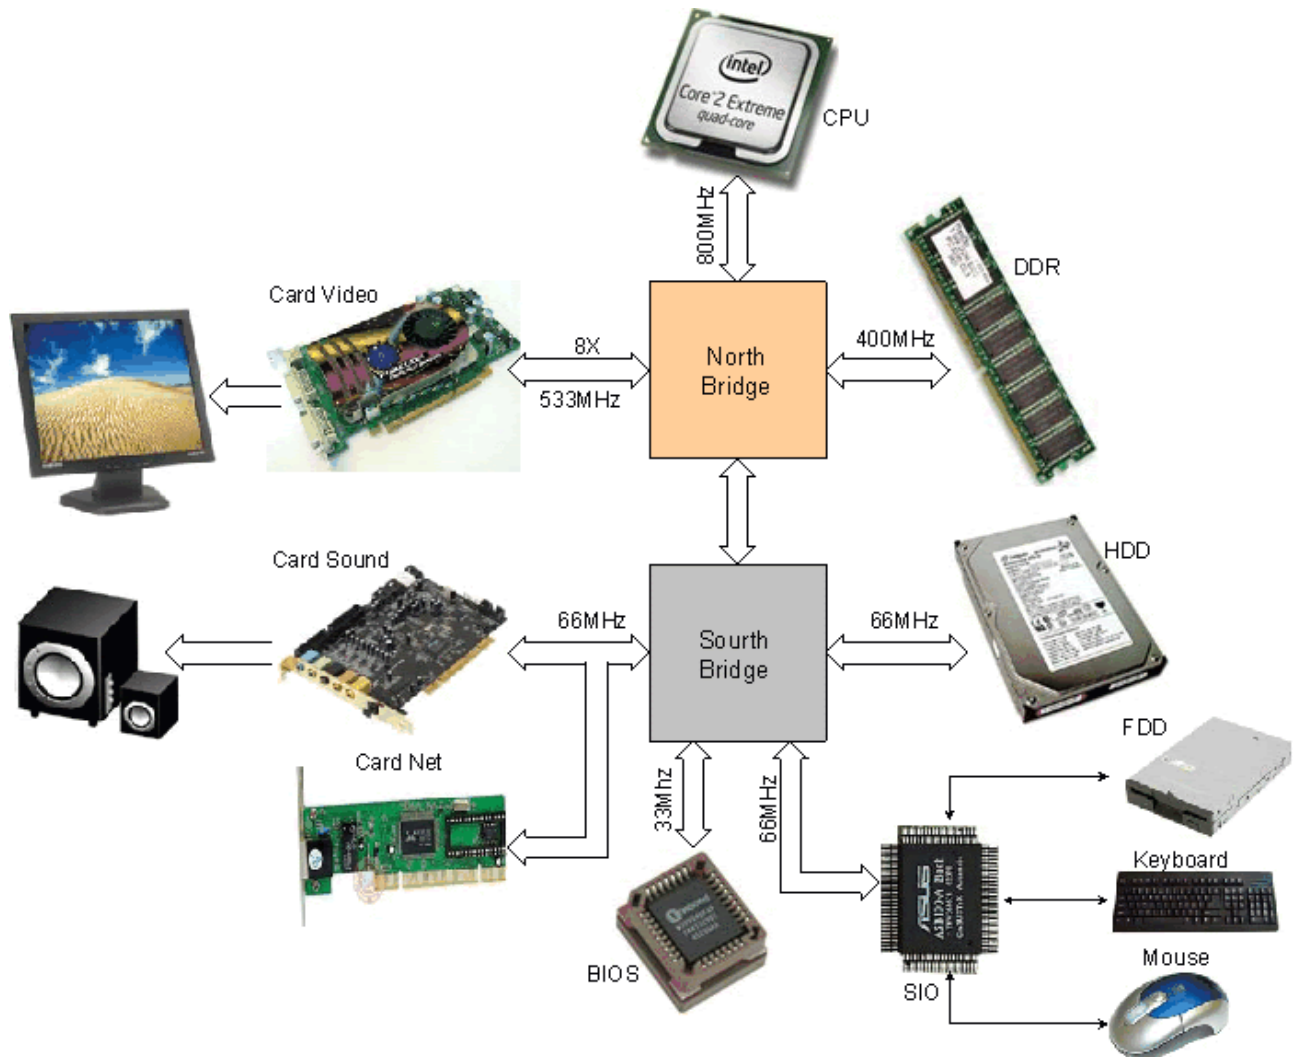 intel
Core 2 Extreme
quad-core
CPU
800MHz
DDR
Card Video
8X
533MHz
North
Bridge
400MHz
Card Sound
HDD
66MHz
Sourth
Bridge
66MHz
FDD
Card Net
33Mhz
66MHz
Keyboard
ASUS
BIOS
Mouse
SIO